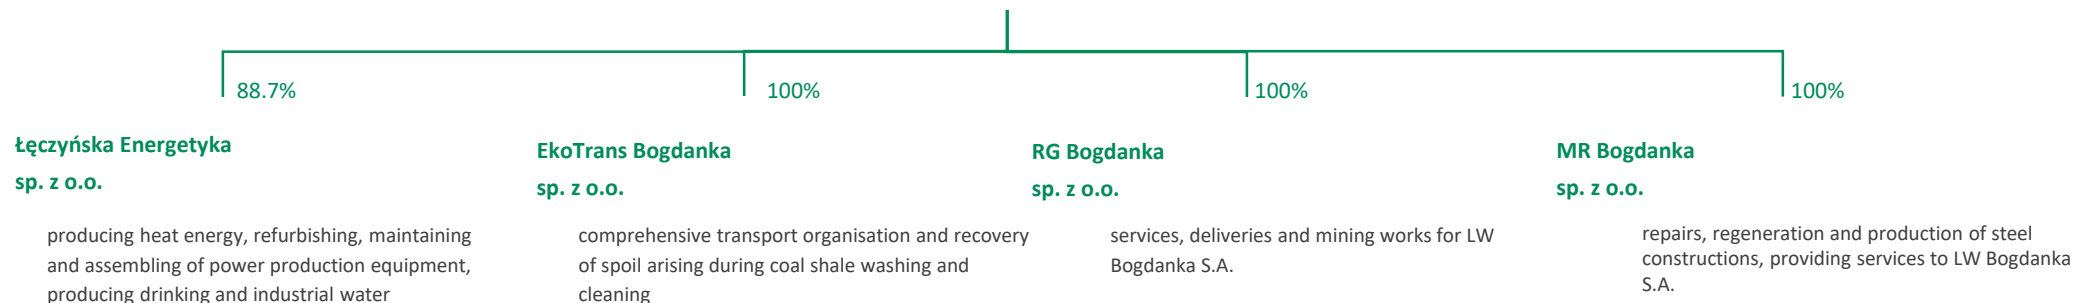 88.7%
100%
100%
100%
Łęczyńska Energetyka
sp. z o.o.
producing heat energy, refurbishing, maintaining
and assembling of power production equipment,
producing drinking and industrial water
EkoTrans Bogdanka
sp. z o.o.
comprehensive transport organisation and recovery
of spoil arising during coal shale washing and
cleaning
RG Bogdanka
sp. z o.o.
services, deliveries and mining works for LW
Bogdanka S.A.
MR Bogdanka
sp. z o.o.
repairs, regeneration and production of steel
constructions, providing services to LW Bogdanka
S.A.